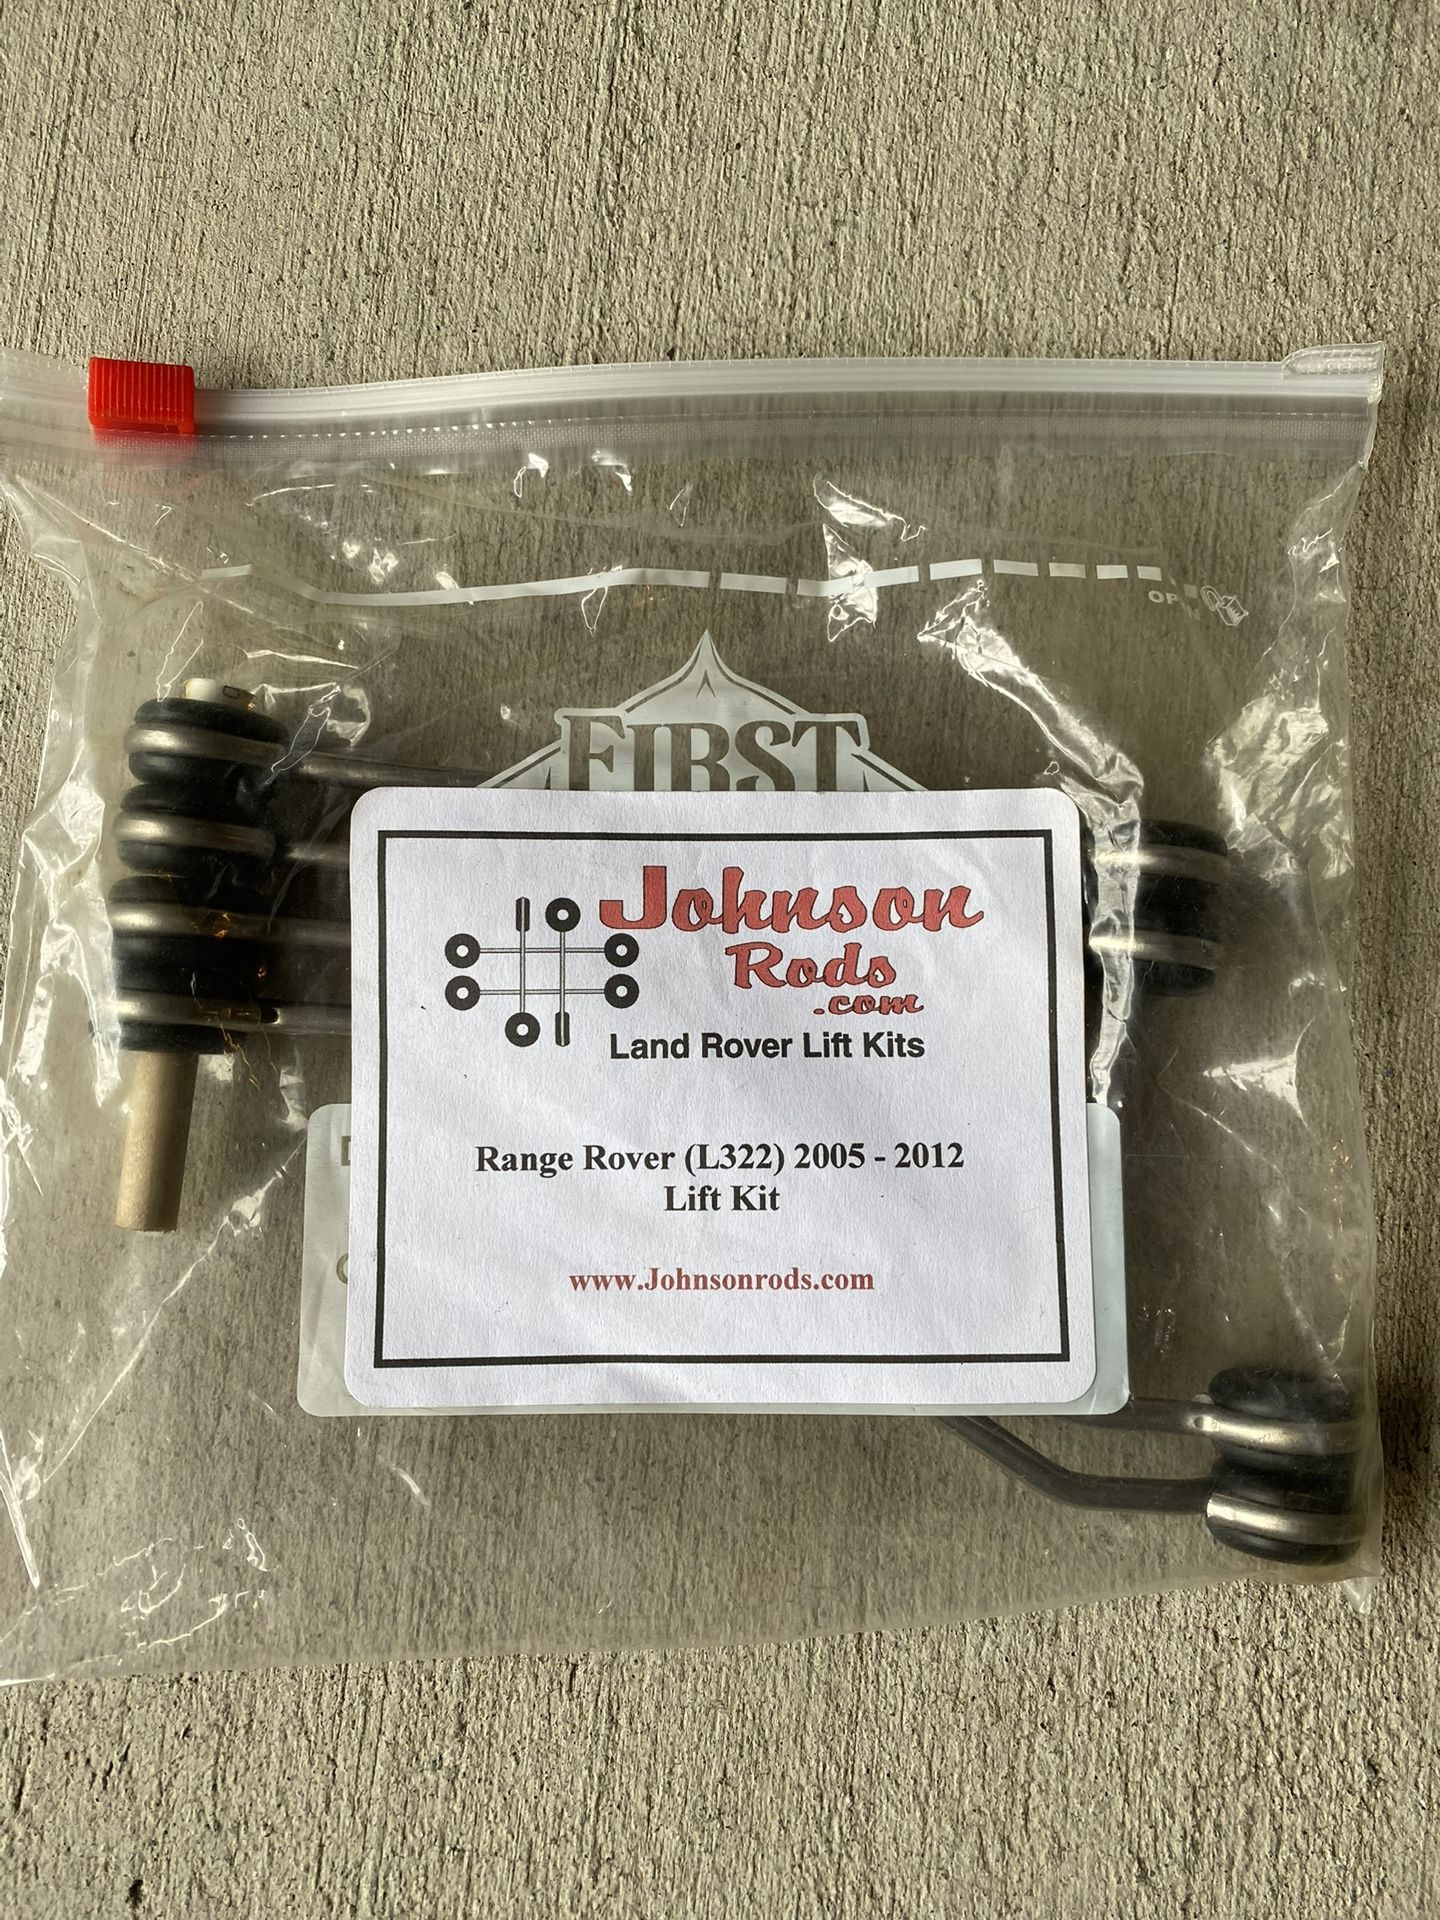 FIRST
Johnson
Rods
.com
Land Rover Lift Kits
Range Rover (L322) 2005 - 2012
Lift Kit
www.Johnsonrods.com